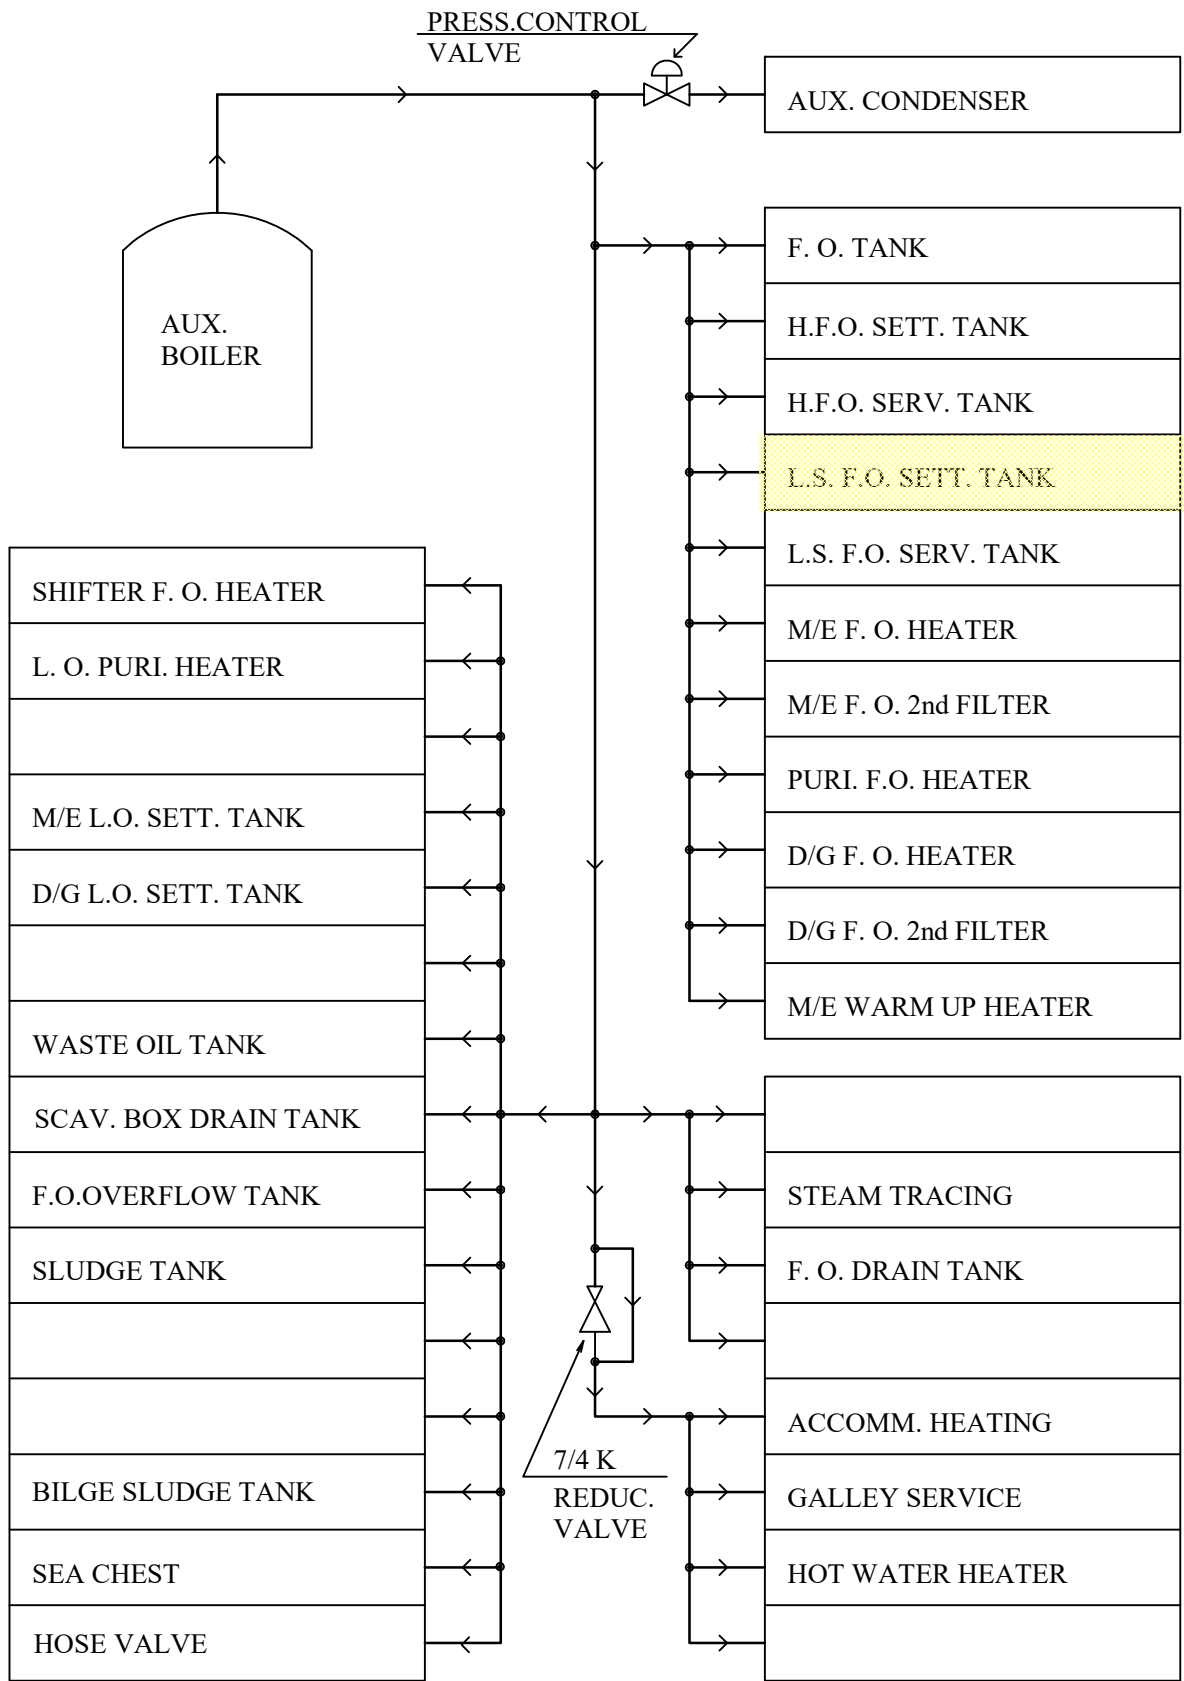 PRESS.CONTROL
VALVE
AUX. CONDENSER
AUX.
BOILER
F. O. TANK
H.F.O. SETT. TANK
H.F.O. SERV. TANK
L.S. F.O. SETT. TANK
L.S. F.O. SERV. TANK
M/E F. O. HEATER
M/E F. O. 2nd FILTER
PURI. F.O. HEATER
D/G F. O. HEATER
D/G F. O. 2nd FILTER
M/E WARM UP HEATER
SHIFTER F. O. HEATER
L. O. PURI. HEATER
M/E L.O. SETT. TANK
D/G L.O. SETT. TANK
WASTE OIL TANK
SCAV. BOX DRAIN TANK
F.O.OVERFLOW TANK
SLUDGE TANK
BILGE SLUDGE TANK
SEA CHEST
HOSE VALVE
7/4 K
REDUC.
VALVE
STEAM TRACING
F. O. DRAIN TANK
ACCOMM. HEATING
GALLEY SERVICE
HOT WATER HEATER